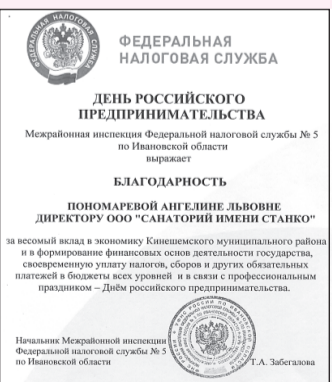 ФЕДЕРАЛЬНАЯ
НАЛОГОВАЯ СЛУЖБА
ДЕНЬ РОССИЙСКОГО
ПРЕДПРИНИМАТЕЛЬСТВА
Межрайонная инспекция Федеральной налоговой службы № 5
по Ивановской области
выражает
БЛАГОДАРНОСТЬ
ПОНОМАРЕВОЙ АНГЕЛИНЕ ЛЬВОВНЕ
ДИРЕКТОРУ ООО "САНАТОРИЙ ИМЕНИ СТАНКО"
за весомый вклад в экономику Кинешемского муниципального района
и в формирование финансовых основ деятельности государства,
своевременную уплату налогов, сборов и других обязательных
платежей в бюджеты всех уровней и в связи с профессиональным
праздником – Днём российского предпринимательства.
Начальник Межрайонной инспекции
Федеральной налоговой службы № 5
по Ивановской области
Т.А. Забегалова